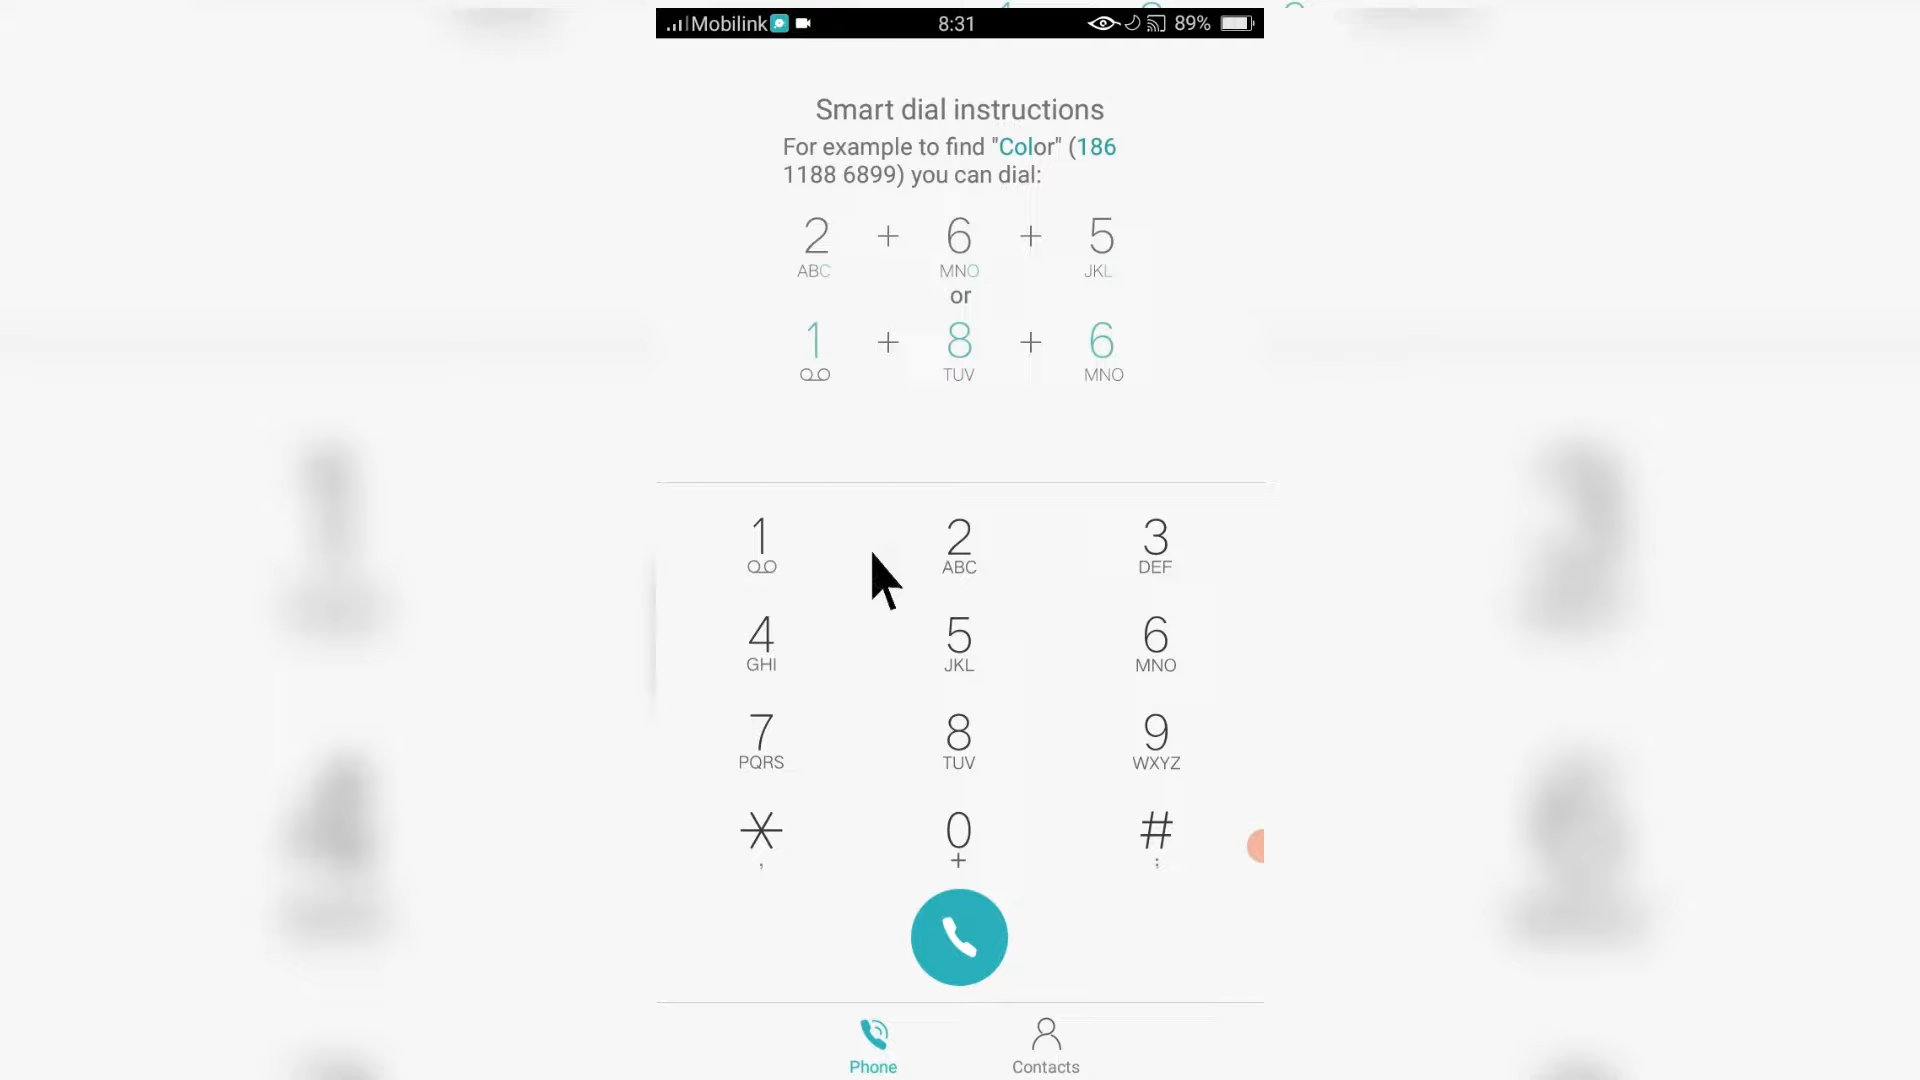 Mobilink 8:31 89%
Smart dial instructions
For example to find "Color" (186
1188 6899) you can dial:
2 + 6 + 5
ABC MNO JKL
or
1 + 8 + 6
TUV MNO
1 2 3
ABC DEF
4 5 6
GHI JKL MNO
7 8 9
PQRS TUV WXYZ
* 0 #
, + ;
Phone Contacts